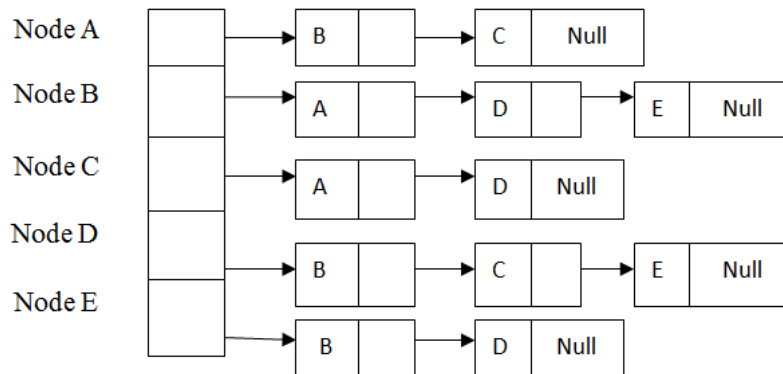 Node A B C Null
Node B A D E Null
Node C A D Null
Node D B C E Null
Node E B D Null